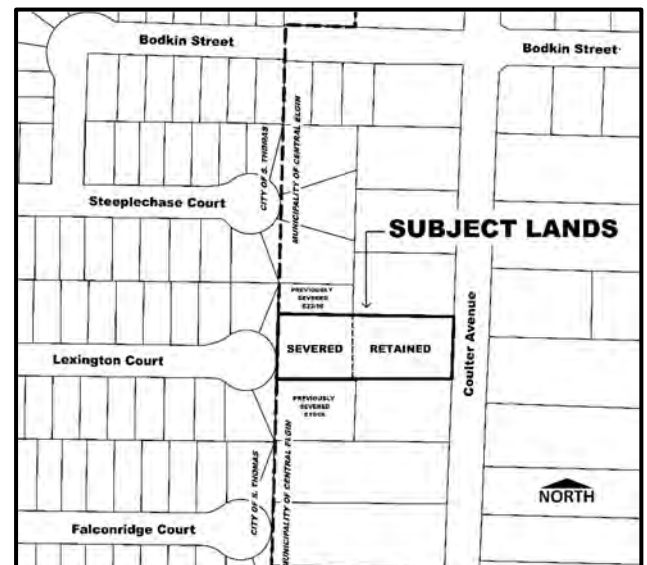 Bodkin Street
Bodkin Street
CITY OF S. THOMAS
MUNICIPALITY OF CENTRAL ELGIN
Steeplechase Court
SUBJECT LANDS
PREVIOUSLY
SEVERED
Coulter Avenue
SEVERED
RETAINED
Lexington Court
PREVIOUSLY
SEVERED
CITY OF S. THOMAS
MUNICIPALITY OF CENTRAL ELGIN
NORTH
Falconridge Court